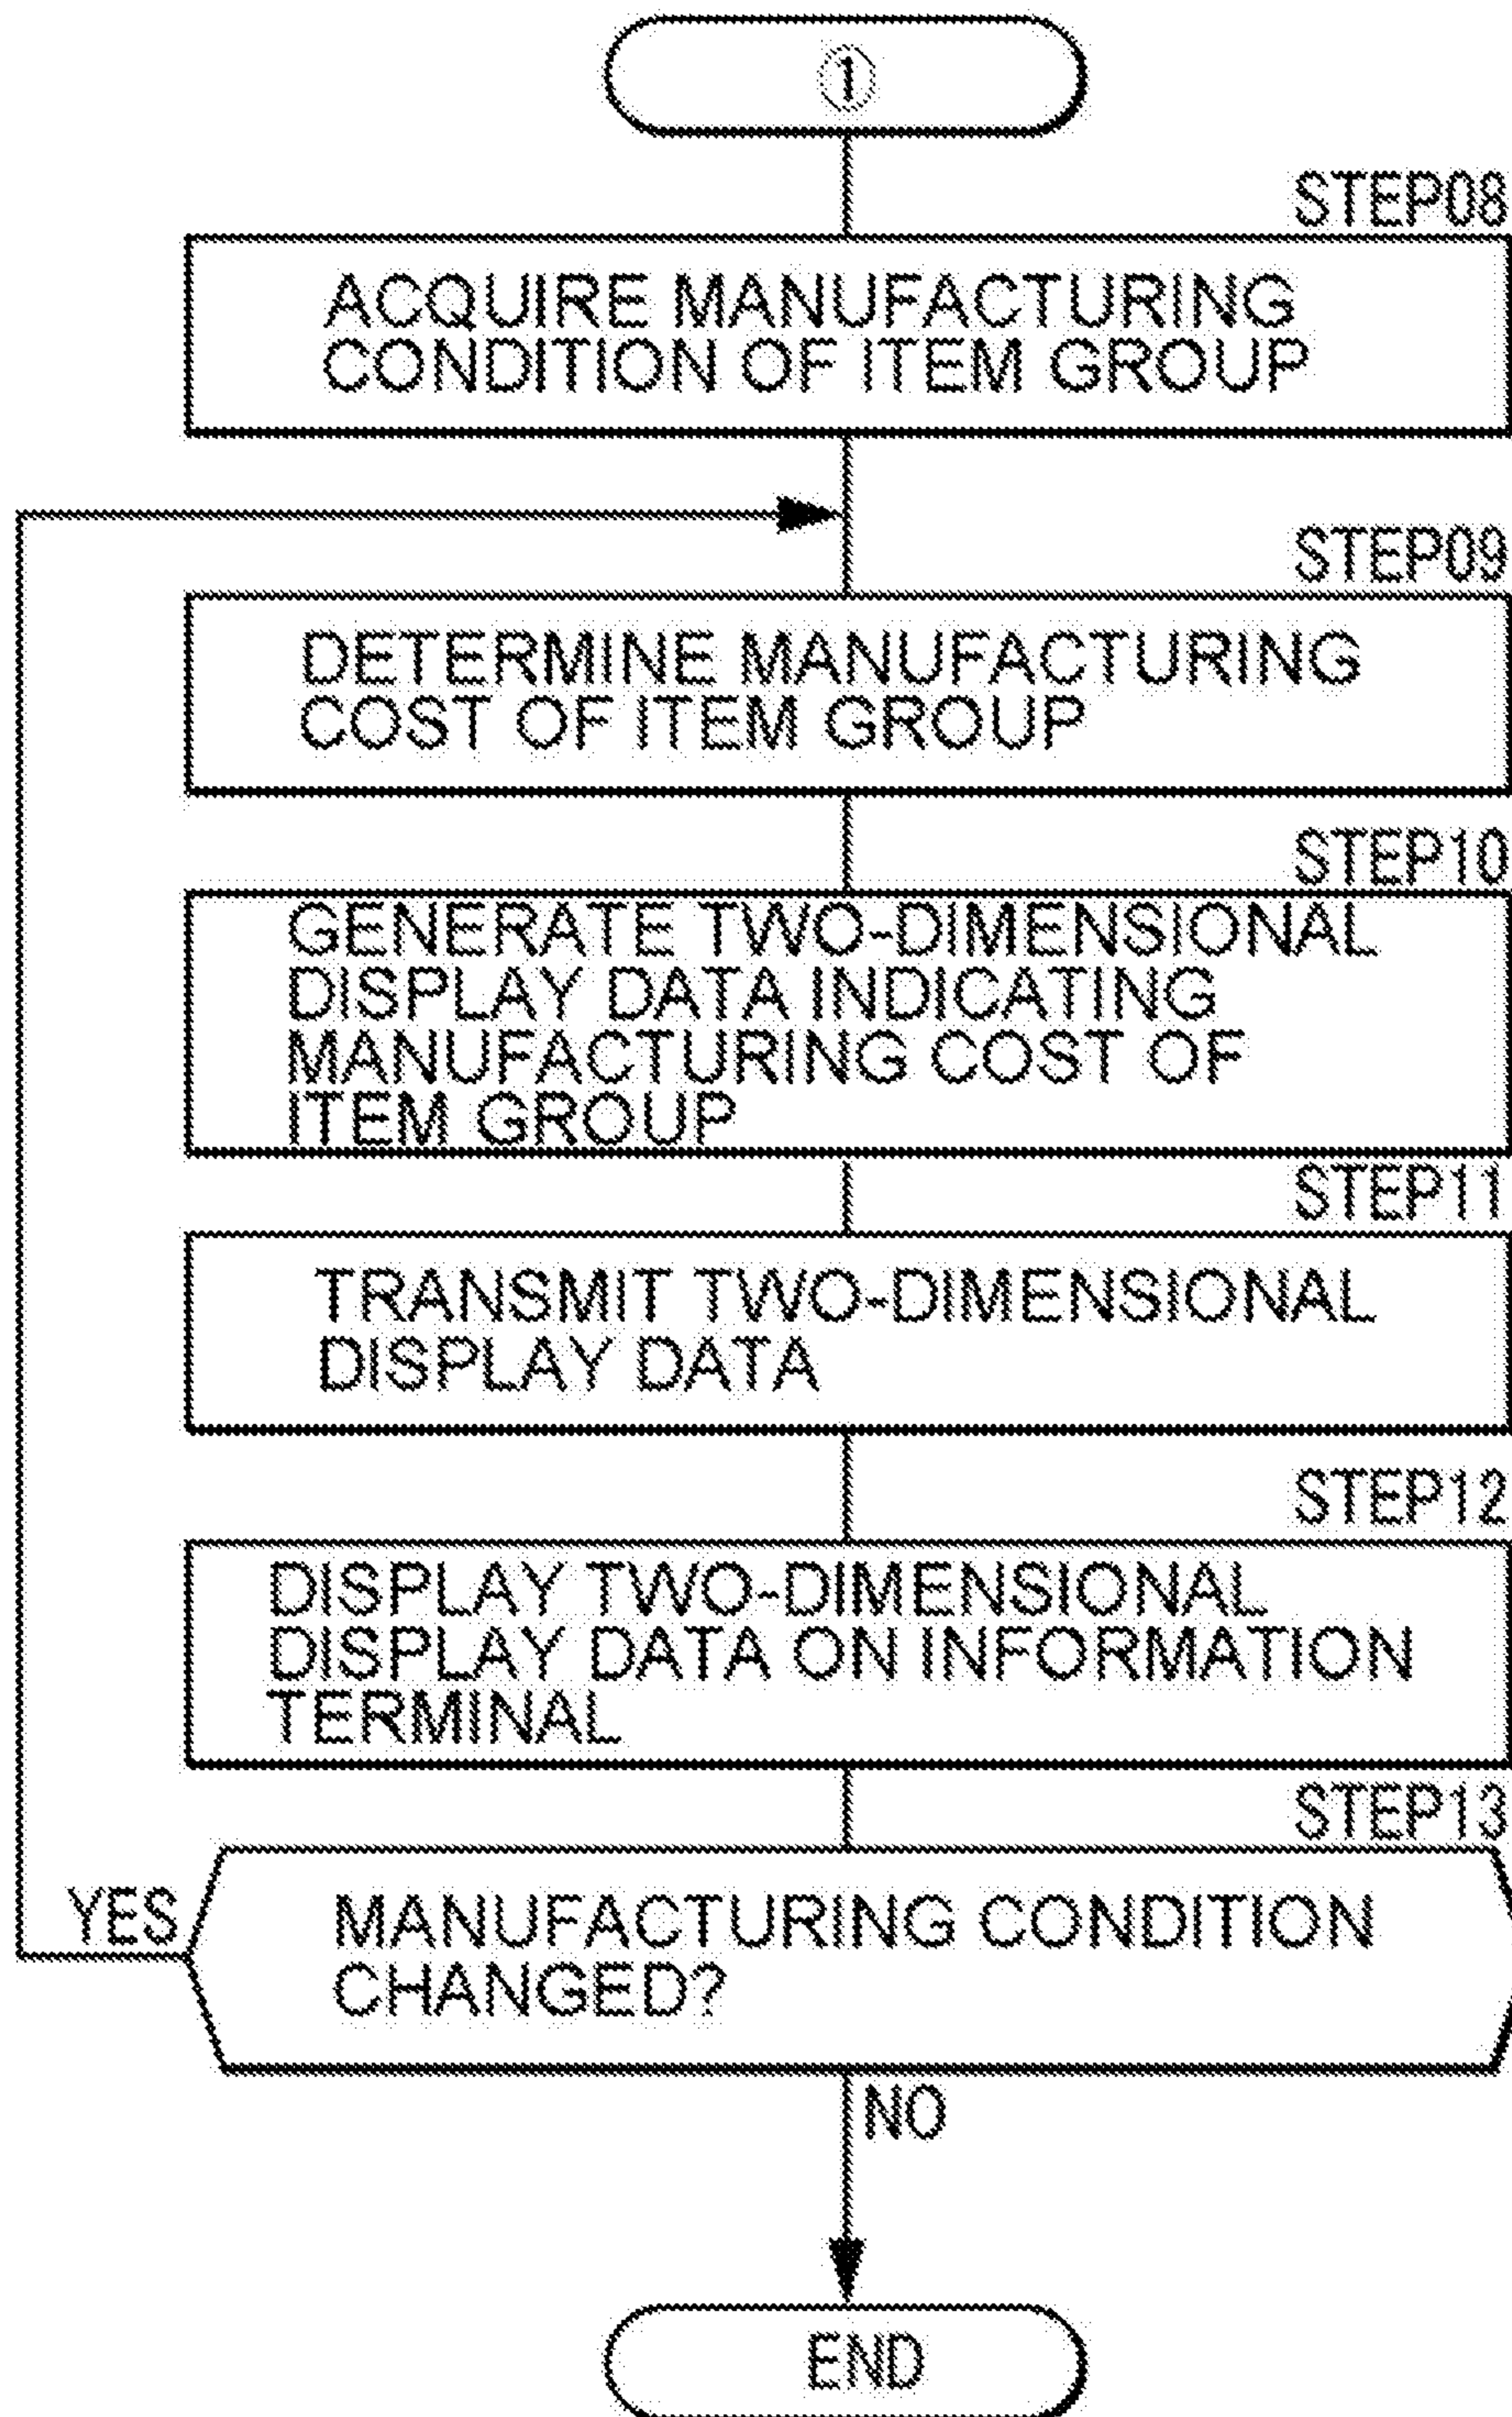 ①
STEP08
ACQUIRE MANUFACTURING
CONDITION OF ITEM GROUP
STEP09
DETERMINE MANUFACTURING
COST OF ITEM GROUP
STEP10
GENERATE TWO-DIMENSIONAL
DISPLAY DATA INDICATING
MANUFACTURING COST OF
ITEM GROUP
STEP11
TRANSMIT TWO-DIMENSIONAL
DISPLAY DATA
STEP12
DISPLAY TWO-DIMENSIONAL
DISPLAY DATA ON INFORMATION
TERMINAL
STEP13
YES
MANUFACTURING CONDITION
CHANGED?
NO
END